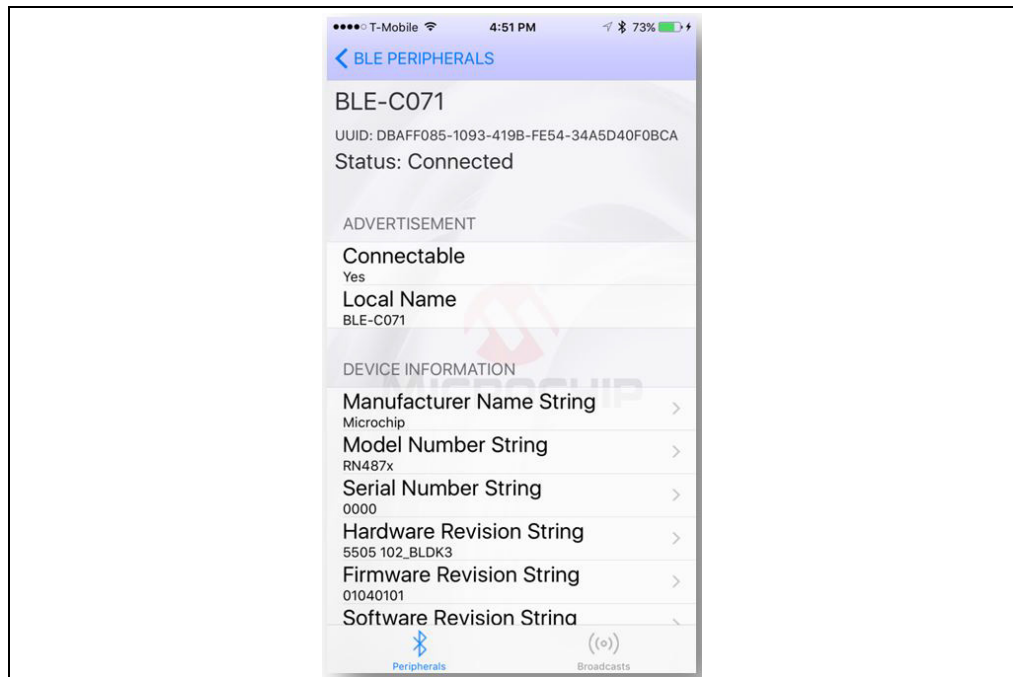 T-Mobile 4:51 PM 73%
BLE PERIPHERALS
BLE-C071
UUID: DBAFF085-1093-419B-FE54-34A5D40F0BCA
Status: Connected
ADVERTISEMENT
Connectable
Yes
Local Name
BLE-C071
DEVICE INFORMATION
MICROCHIP
Manufacturer Name String
Microchip
Model Number String
RN487x
Serial Number String
0000
Hardware Revision String
5505 102_BLDK3
Firmware Revision String
01040101
Software Revision String
Peripherals Broadcasts